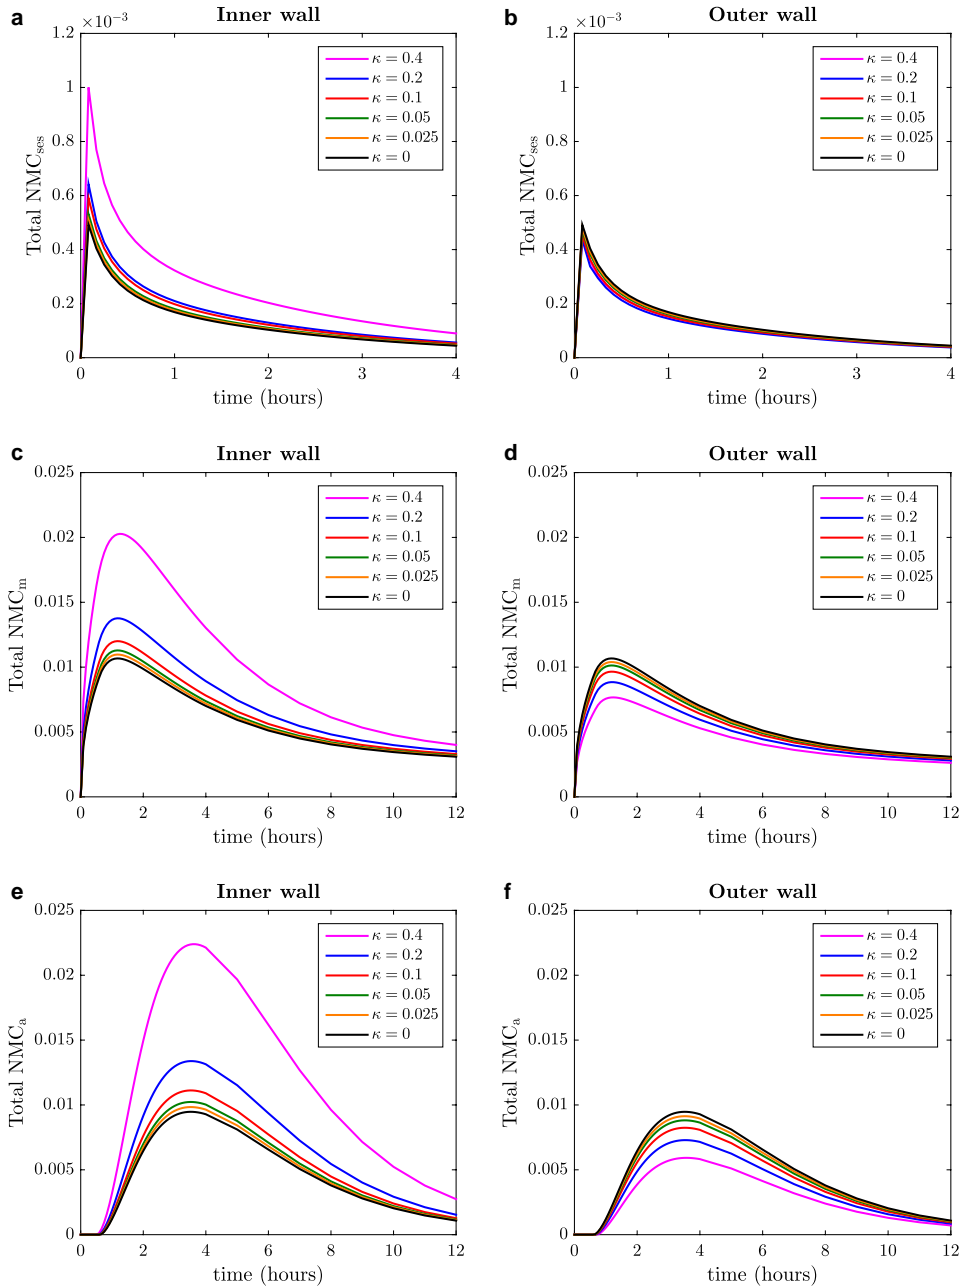 a
Inner wall
×10⁻³
1.2
1
0.8
0.6
0.4
0.2
0
0 1 2 3 4
Total NMC_ses
time (hours)
κ = 0.4
κ = 0.2
κ = 0.1
κ = 0.05
κ = 0.025
κ = 0
b
Outer wall
×10⁻³
1.2
1
0.8
0.6
0.4
0.2
0
0 1 2 3 4
Total NMC_ses
time (hours)
κ = 0.4
κ = 0.2
κ = 0.1
κ = 0.05
κ = 0.025
κ = 0
c
Inner wall
0.025
0.02
0.015
0.01
0.005
0
0 2 4 6 8 10 12
Total NMC_m
time (hours)
κ = 0.4
κ = 0.2
κ = 0.1
κ = 0.05
κ = 0.025
κ = 0
d
Outer wall
0.025
0.02
0.015
0.01
0.005
0
0 2 4 6 8 10 12
Total NMC_m
time (hours)
κ = 0.4
κ = 0.2
κ = 0.1
κ = 0.05
κ = 0.025
κ = 0
e
Inner wall
0.025
0.02
0.015
0.01
0.005
0
0 2 4 6 8 10 12
Total NMC_a
time (hours)
κ = 0.4
κ = 0.2
κ = 0.1
κ = 0.05
κ = 0.025
κ = 0
f
Outer wall
0.025
0.02
0.015
0.01
0.005
0
0 2 4 6 8 10 12
Total NMC_a
time (hours)
κ = 0.4
κ = 0.2
κ = 0.1
κ = 0.05
κ = 0.025
κ = 0